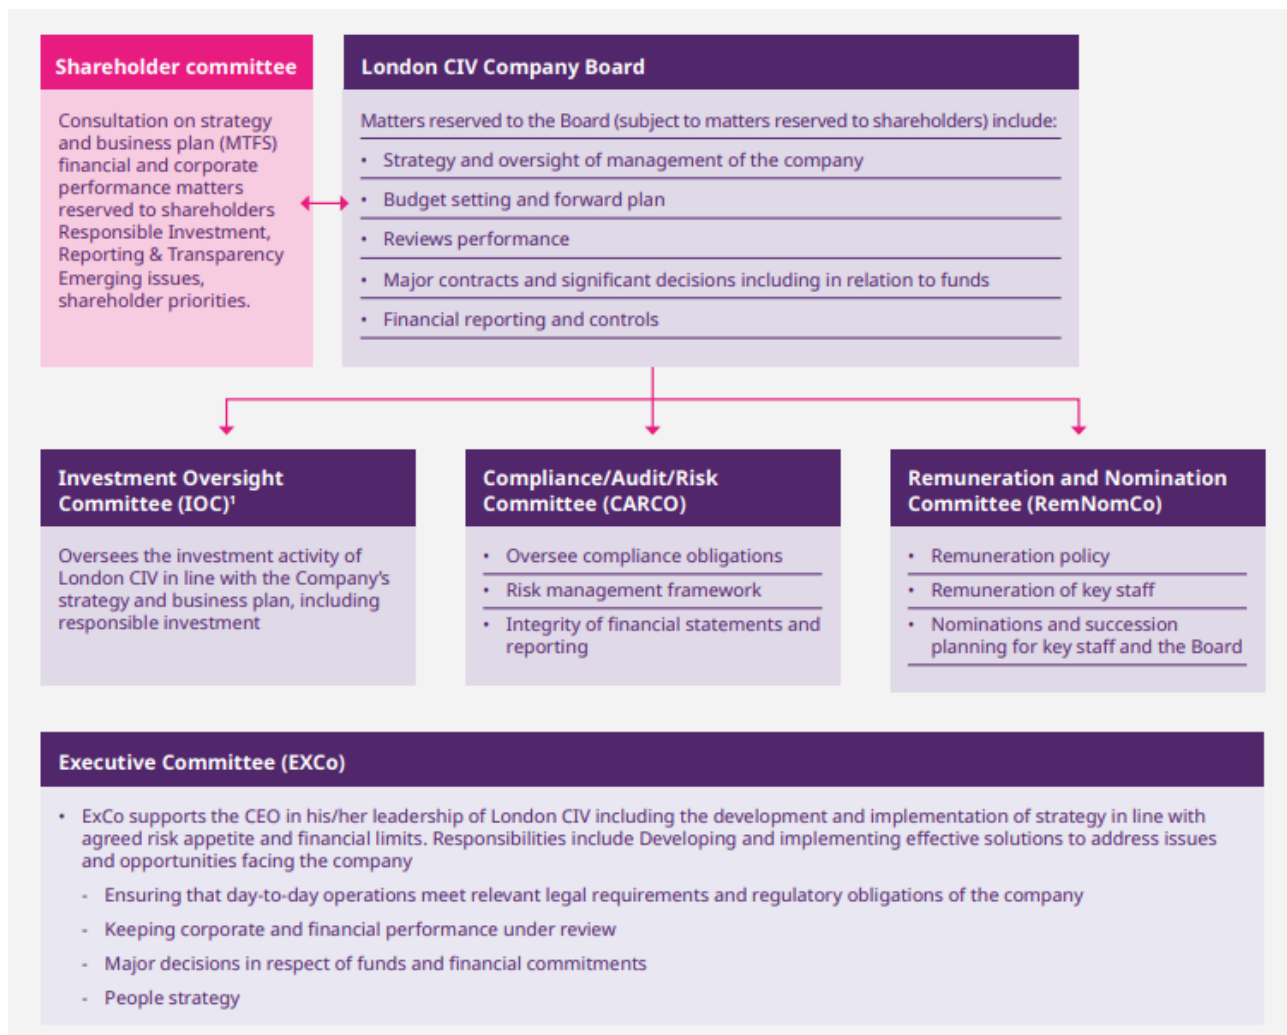 Shareholder committee
Consultation on strategy
and business plan (MTFS)
financial and corporate
performance matters
reserved to shareholders
Responsible Investment,
Reporting & Transparency
Emerging issues,
shareholder priorities.
London CIV Company Board
Matters reserved to the Board (subject to matters reserved to shareholders) include:
• Strategy and oversight of management of the company
• Budget setting and forward plan
• Reviews performance
• Major contracts and significant decisions including in relation to funds
• Financial reporting and controls
Investment Oversight
Committee (IOC)¹
Oversees the investment activity of
London CIV in line with the Company's
strategy and business plan, including
responsible investment
Compliance/Audit/Risk
Committee (CARCO)
• Oversee compliance obligations
• Risk management framework
• Integrity of financial statements and
reporting
Remuneration and Nomination
Committee (RemNomCo)
• Remuneration policy
• Remuneration of key staff
• Nominations and succession
planning for key staff and the Board
Executive Committee (EXCo)
• ExCo supports the CEO in his/her leadership of London CIV including the development and implementation of strategy in line with
agreed risk appetite and financial limits. Responsibilities include Developing and implementing effective solutions to address issues
and opportunities facing the company
- Ensuring that day-to-day operations meet relevant legal requirements and regulatory obligations of the company
- Keeping corporate and financial performance under review
- Major decisions in respect of funds and financial commitments
- People strategy